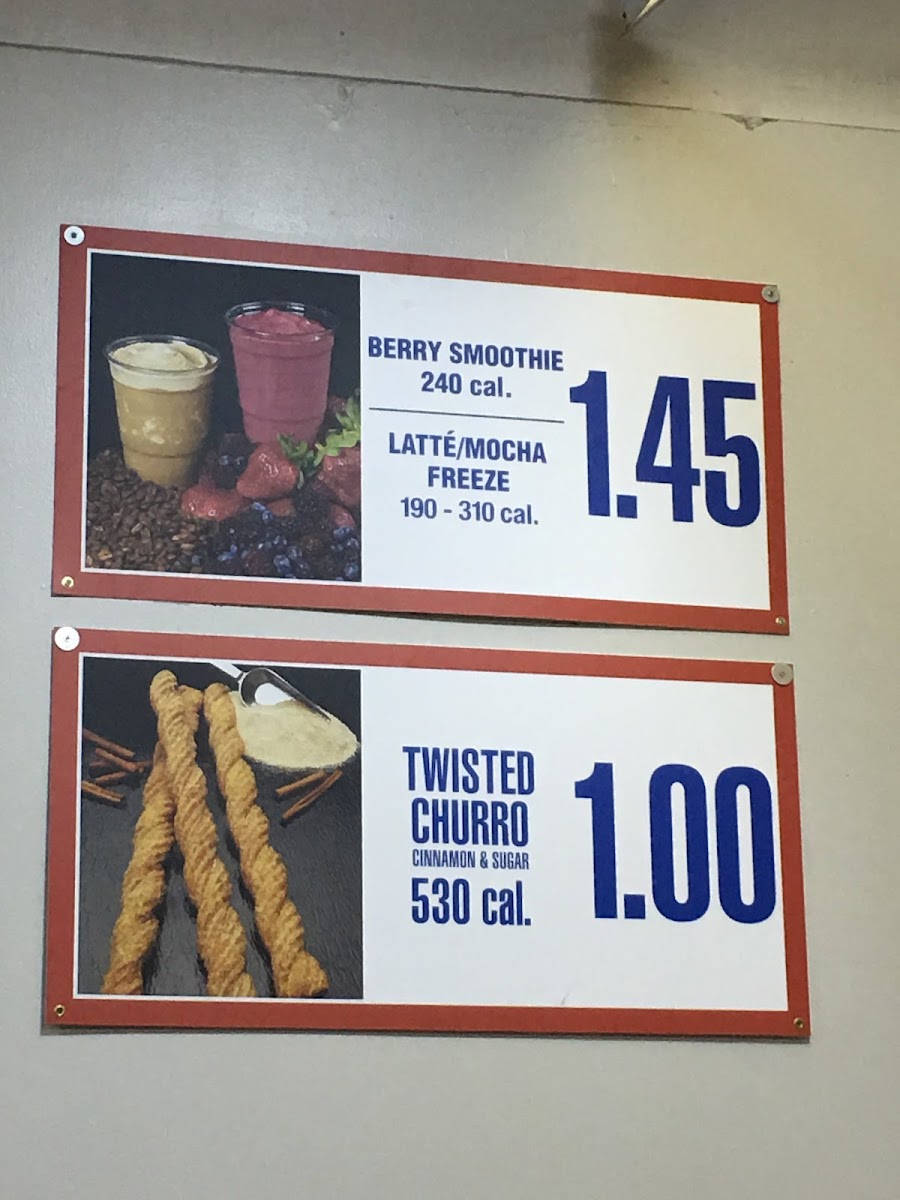 BERRY SMOOTHIE
240 cal.
LATTÉ/MOCHA
FREEZE
190 - 310 cal.
1.45
TWISTED
CHURRO
CINNAMON & SUGAR
530 cal.
1.00